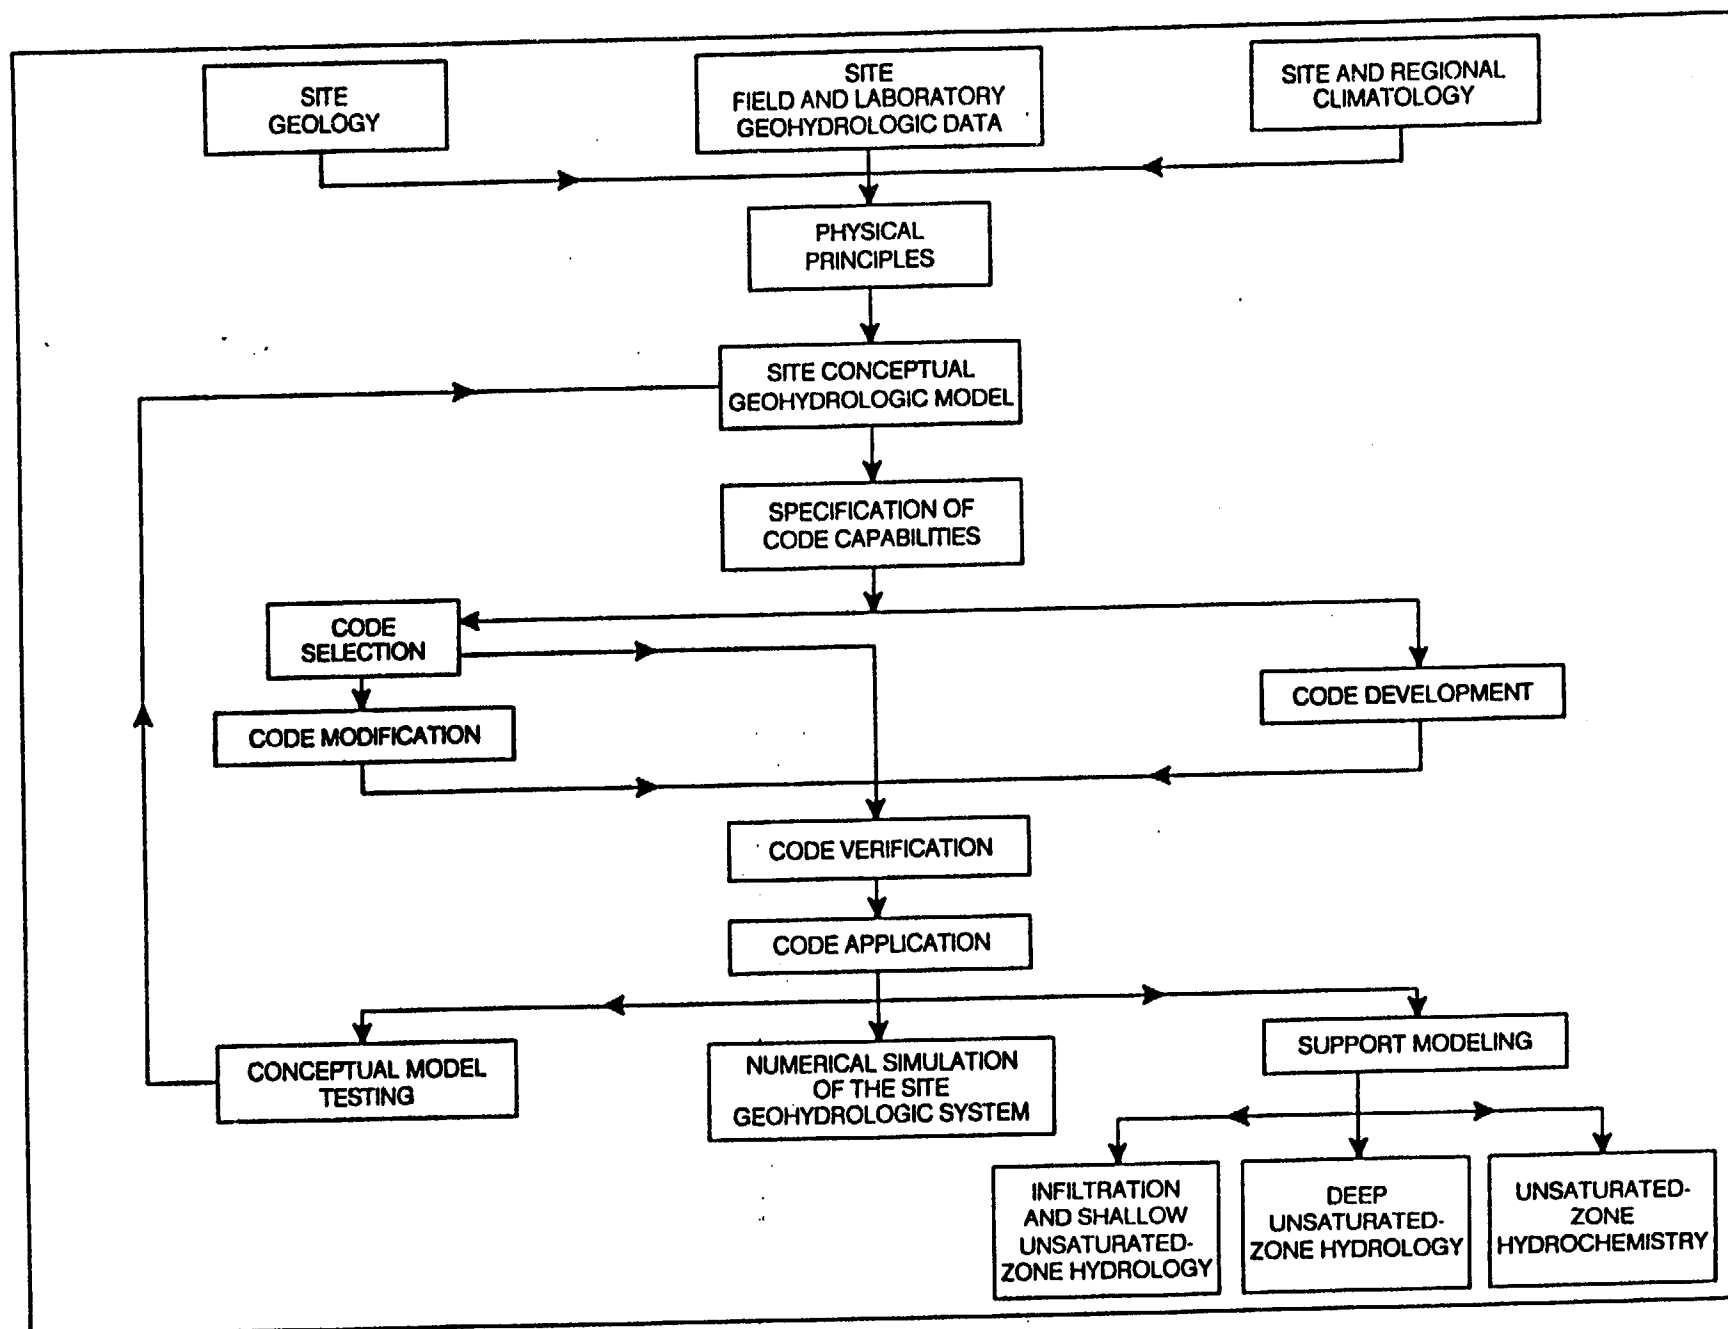 SITE
GEOLOGY
SITE
FIELD AND LABORATORY
GEOHYDROLOGIC DATA
SITE AND REGIONAL
CLIMATOLOGY
PHYSICAL
PRINCIPLES
SITE CONCEPTUAL
GEOHYDROLOGIC MODEL
SPECIFICATION OF
CODE CAPABILITIES
CODE
SELECTION
CODE DEVELOPMENT
CODE MODIFICATION
CODE VERIFICATION
CODE APPLICATION
CONCEPTUAL MODEL
TESTING
NUMERICAL SIMULATION
OF THE SITE
GEOHYDROLOGIC SYSTEM
SUPPORT MODELING
INFILTRATION
AND SHALLOW
UNSATURATED-
ZONE HYDROLOGY
DEEP
UNSATURATED-
ZONE HYDROLOGY
UNSATURATED-
ZONE
HYDROCHEMISTRY